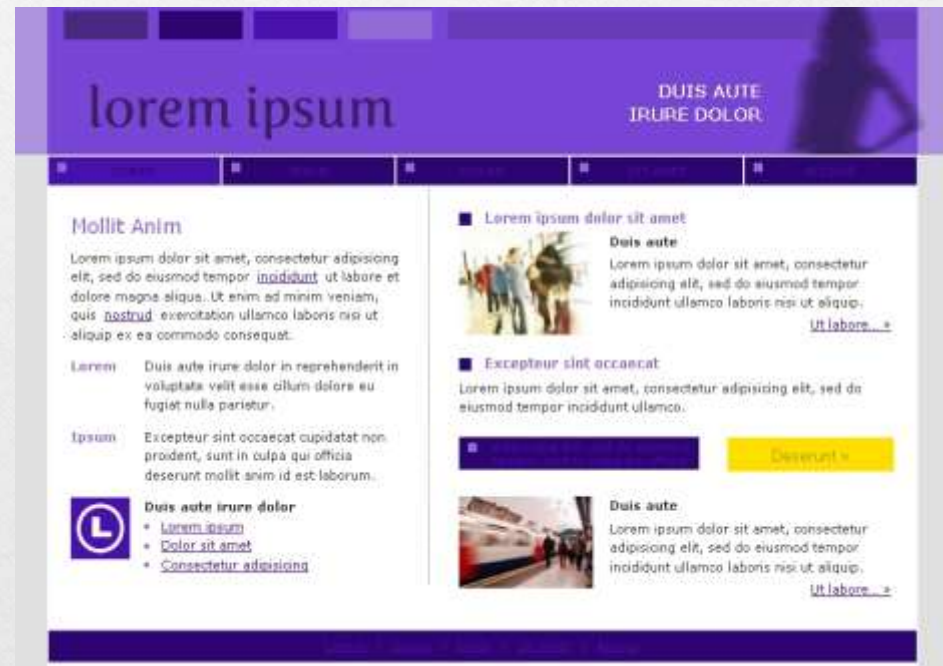 lorem ipsum
DUIS AUTE
IRURE DOLOR
Mollit Anim
Lorem ipsum dolor sit amet, consectetur adipisicing
elit, sed do eiusmod tempor incididunt ut labore et
dolore magna aliqua. Ut enim ad minim veniam,
quis nostrud exercitation ullamco laboris nisi ut
aliquip ex ea commodo consequat.
Lorem
Duis aute irure dolor in reprehenderit in
voluptate velit esse cillum dolore eu
fugiat nulla pariatur.
Ipsum
Excepteur sint occaecat cupidatat non
proident, sunt in culpa qui officia
deserunt mollit anim id est laborum.
Duis aute irure dolor
Lorem ipsum
Dolor sit amet
Consectetur adipisicing
Lorem ipsum dolor sit amet
Duis aute
Lorem ipsum dolor sit amet, consectetur
adipisicing elit, sed do eiusmod tempor
incididunt ullamco laboris nisi ut aliquip.
Ut labore... »
Excepteur sint occaecat
Lorem ipsum dolor sit amet, consectetur adipisicing elit, sed do
eiusmod tempor incididunt ullamco.
Deserunt »
Duis aute
Lorem ipsum dolor sit amet, consectetur
adipisicing elit, sed do eiusmod tempor
incididunt ullamco laboris nisi ut aliquip.
Ut labore... »